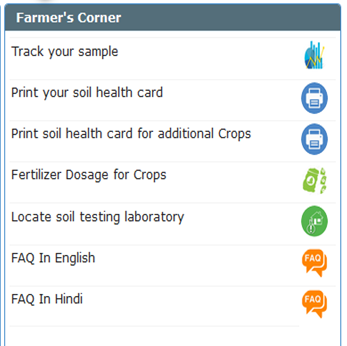 Farmer's Corner
Track your sample
Print your soil health card
Print soil health card for additional Crops
Fertilizer Dosage for Crops
Locate soil testing laboratory
FAQ In English
FAQ
FAQ In Hindi
FAQ